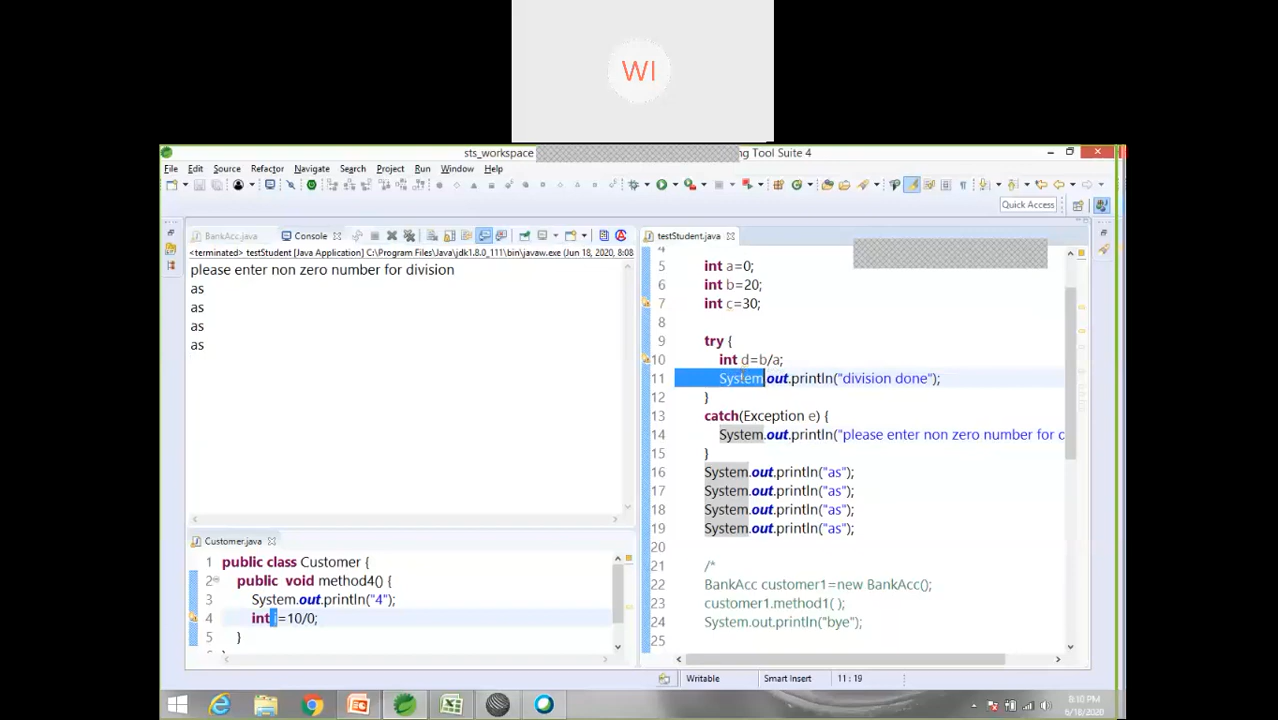 WI
sts_workspace
ng Tool Suite 4
File Edit Source Refactor Navigate Search Project Run Window Help
Quick Access
BankAcc.java
Console
<terminated> testStudent [Java Application] C:\Program Files\Java\jdk1.8.0_111\bin\javaw.exe (Jun 18, 2020, 8:08
please enter non zero number for division
as
as
as
as
Customer.java
1 public class Customer {
2 public void method4() {
3 System.out.println("4");
4 int i=10/0;
5 }
testStudent.java
5 int a=0;
6 int b=20;
7 int c=30;
8
9 try {
10 int d=b/a;
11 System.out.println("division done");
12 }
13 catch(Exception e) {
14 System.out.println("please enter non zero number for d
15 }
16 System.out.println("as");
17 System.out.println("as");
18 System.out.println("as");
19 System.out.println("as");
20
21 /*
22 BankAcc customer1=new BankAcc();
23 customer1.method1( );
24 System.out.println("bye");
25
Writable
Smart Insert
11 : 19
8:10 PM
6/18/2020